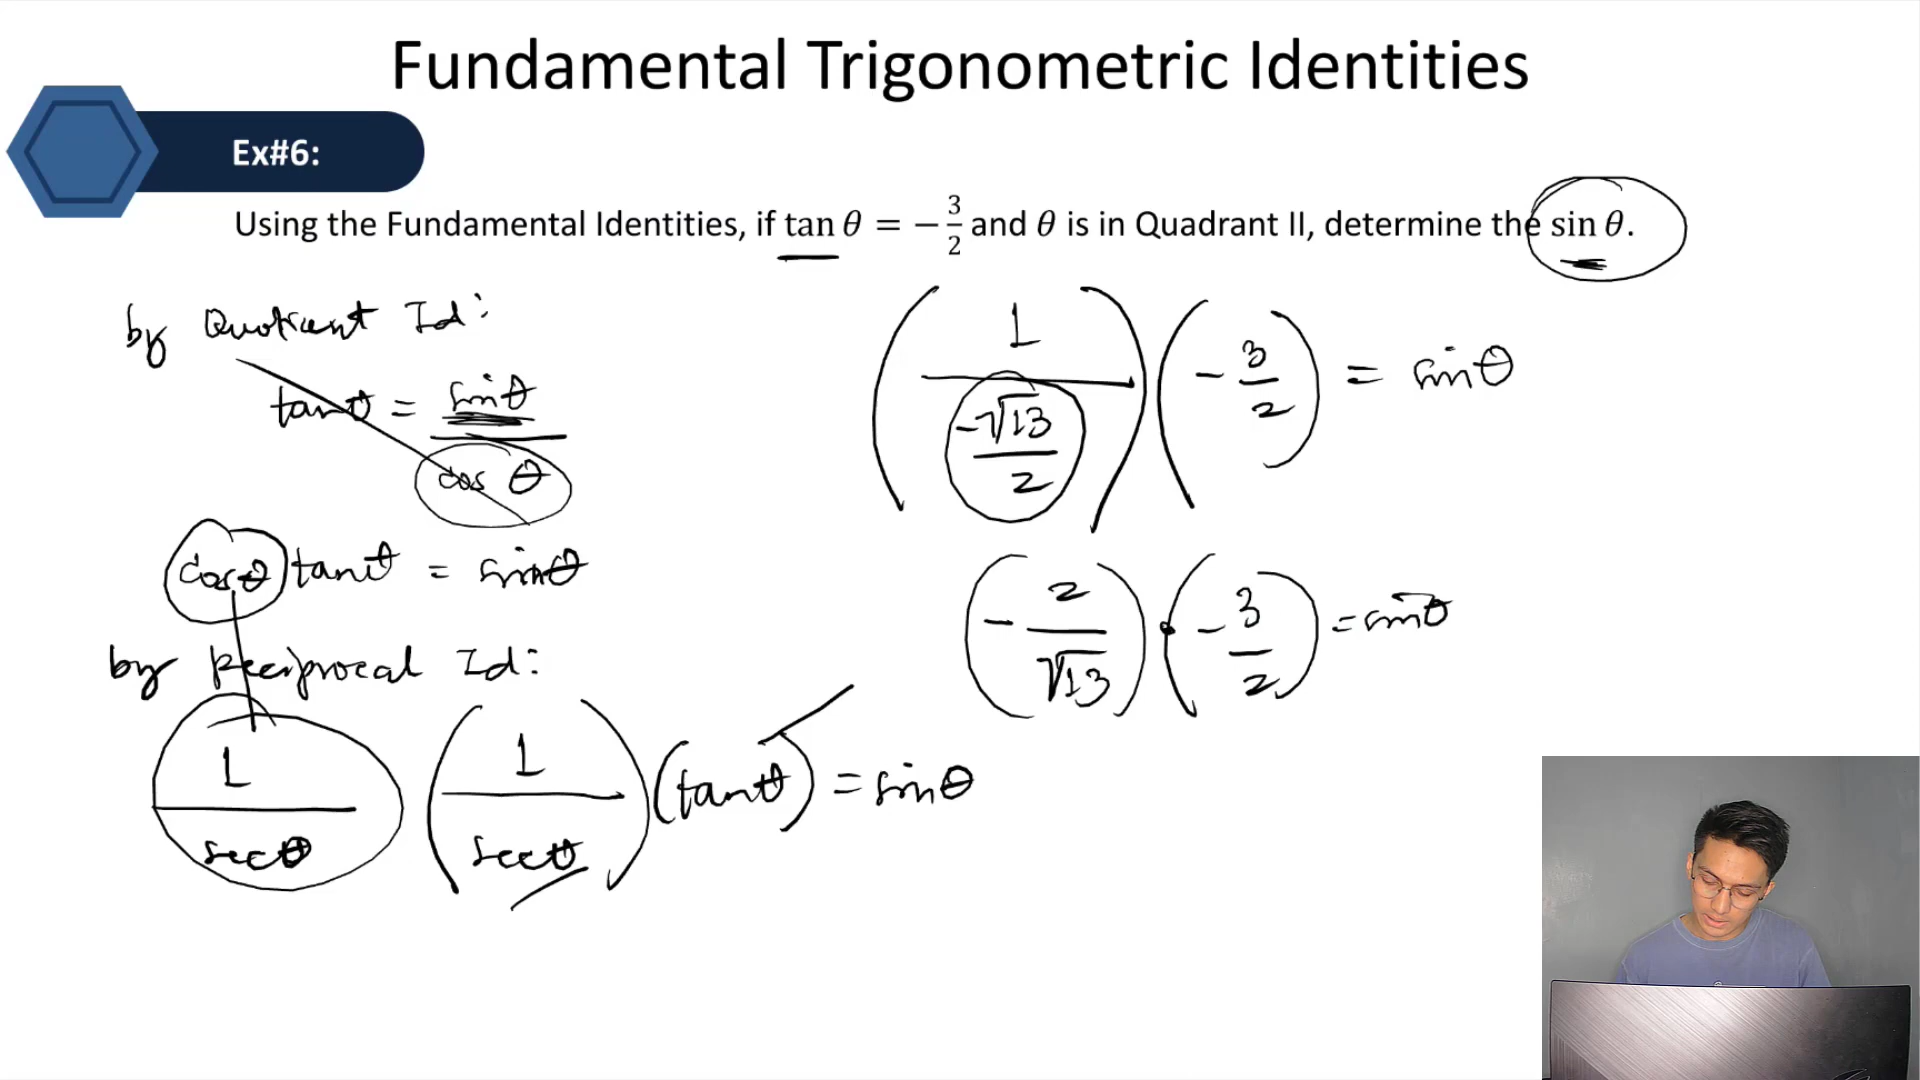 Fundamental Trigonometric Identities
Ex#6:
Using the Fundamental Identities, if tan θ = −3/2 and θ is in Quadrant II, determine the sin θ.
by Quotient Id:
tanθ = sinθ / cos θ
cosθ tanθ = sinθ
by Reciprocal Id:
1 / secθ
(1 / secθ) (tanθ) = sinθ
(1 / (-√13 / 2)) (- 3/2) = sinθ
(- 2/√13) · (- 3/2) = sinθ